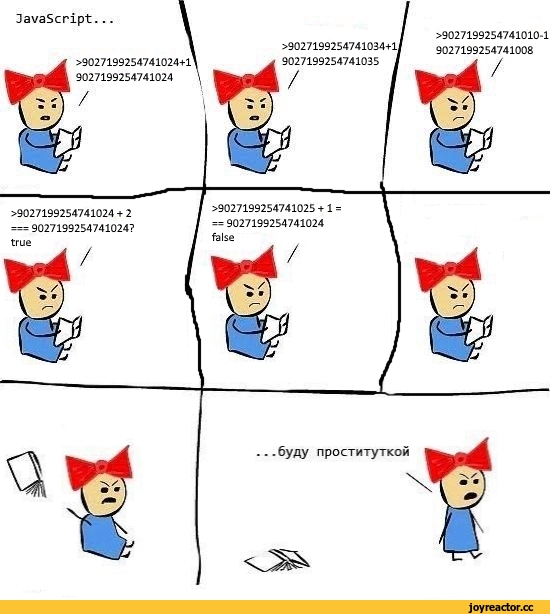 JavaScript...
>9027199254741024+1
9027199254741024
>9027199254741034+1
9027199254741035
>9027199254741010-1
9027199254741008
>9027199254741024 + 2
=== 9027199254741024?
true
>9027199254741025 + 1 =
== 9027199254741024
false
...буду проституткой
joyreactor.cc